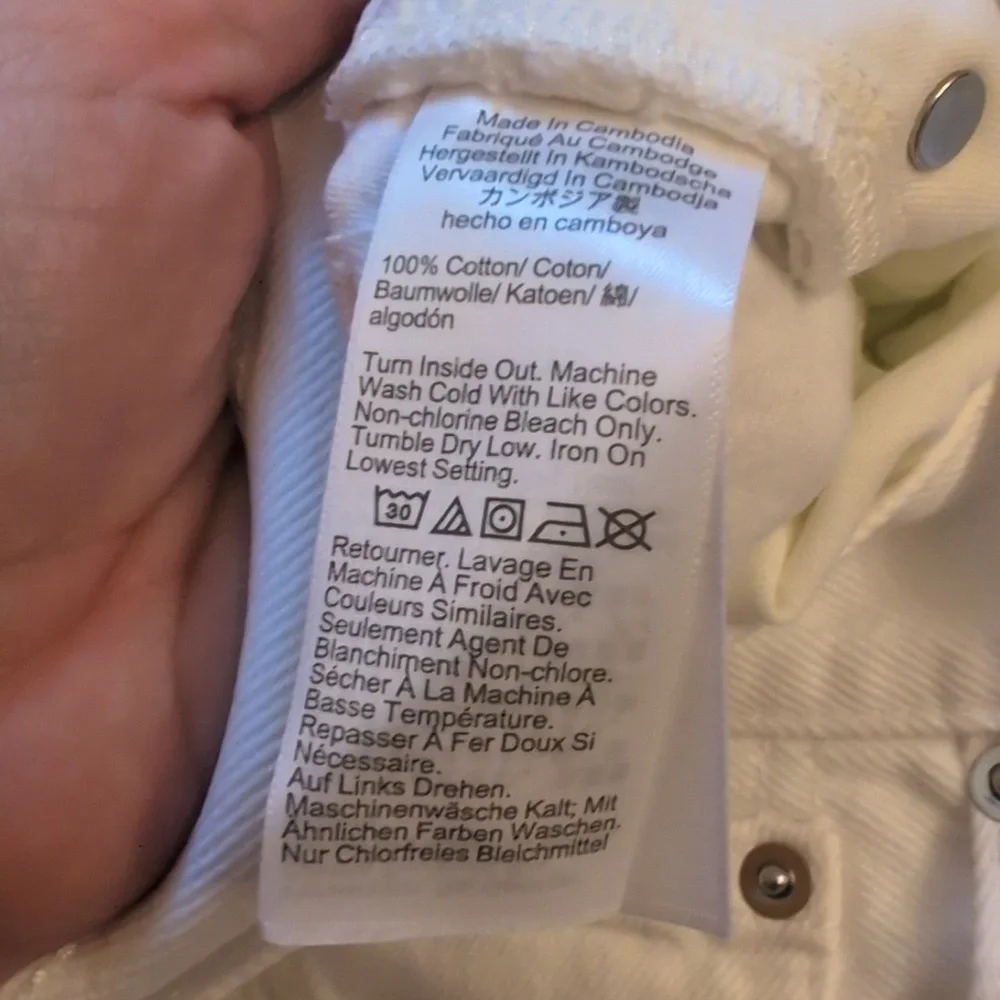 Made In Cambodia
Fabriqué Au Cambodge
Hergestellt In Kambodscha
Vervaardigd In Cambodja
カンボジア製
hecho en camboya
100% Cotton/ Coton/
Baumwolle/ Katoen/ 綿/
algodón
Turn Inside Out. Machine
Wash Cold With Like Colors.
Non-chlorine Bleach Only.
Tumble Dry Low. Iron On
Lowest Setting.
30
Retourner. Lavage En
Machine À Froid Avec
Couleurs Similaires.
Seulement Agent De
Blanchiment Non-chlore.
Sécher À La Machine À
Basse Température.
Repasser À Fer Doux Si
Nécessaire.
Auf Links Drehen.
Maschinenwäsche Kalt; Mit
Ähnlichen Farben Waschen.
Nur Chlorfreies Bleichmittel